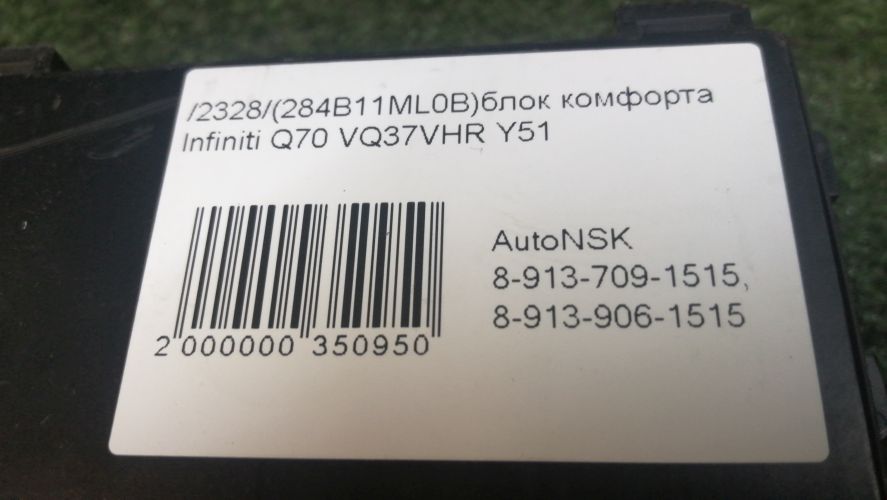 /2328/(284B11ML0B)блок комфорта
Infiniti Q70 VQ37VHR Y51
AutoNSK
8-913-709-1515,
8-913-906-1515
2 000000 350950